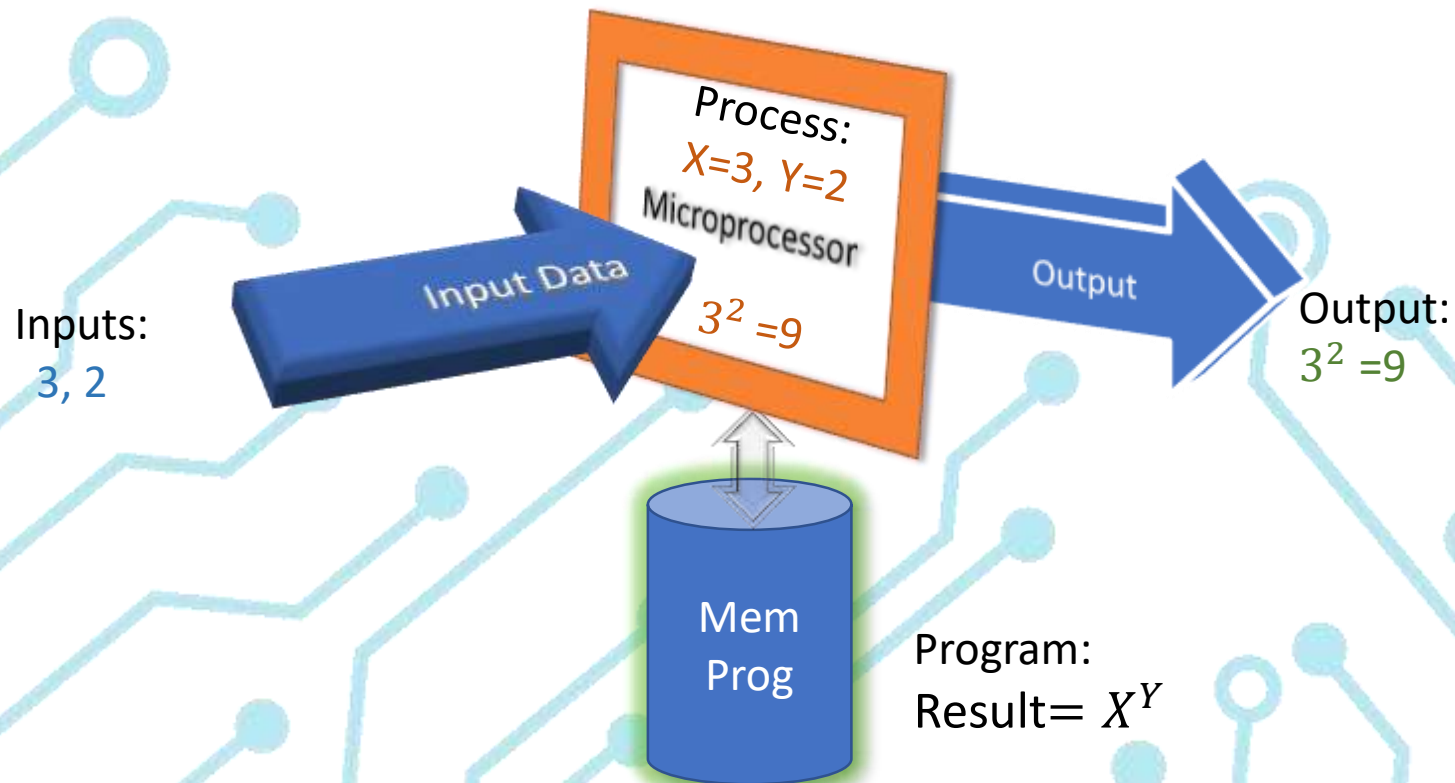 Inputs:
3, 2
Input Data
Process:
X=3, Y=2
Microprocessor
3² =9
Output
Output:
3² =9
Mem
Prog
Program:
Result= X^Y